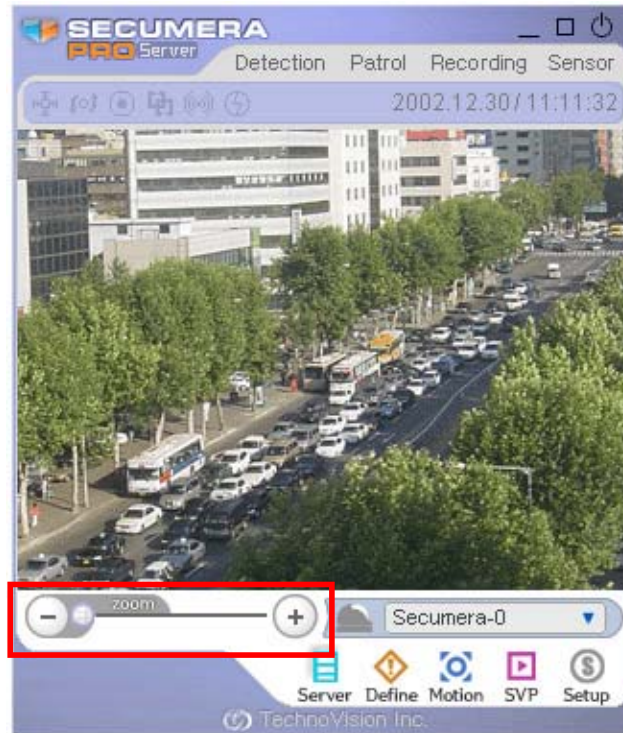 SECUMERA
PRO Server
Detection Patrol Recording Sensor
2002.12.30/11:11:32
zoom
Secumera-0
Server Define Motion SVP Setup
TechnoVision Inc.